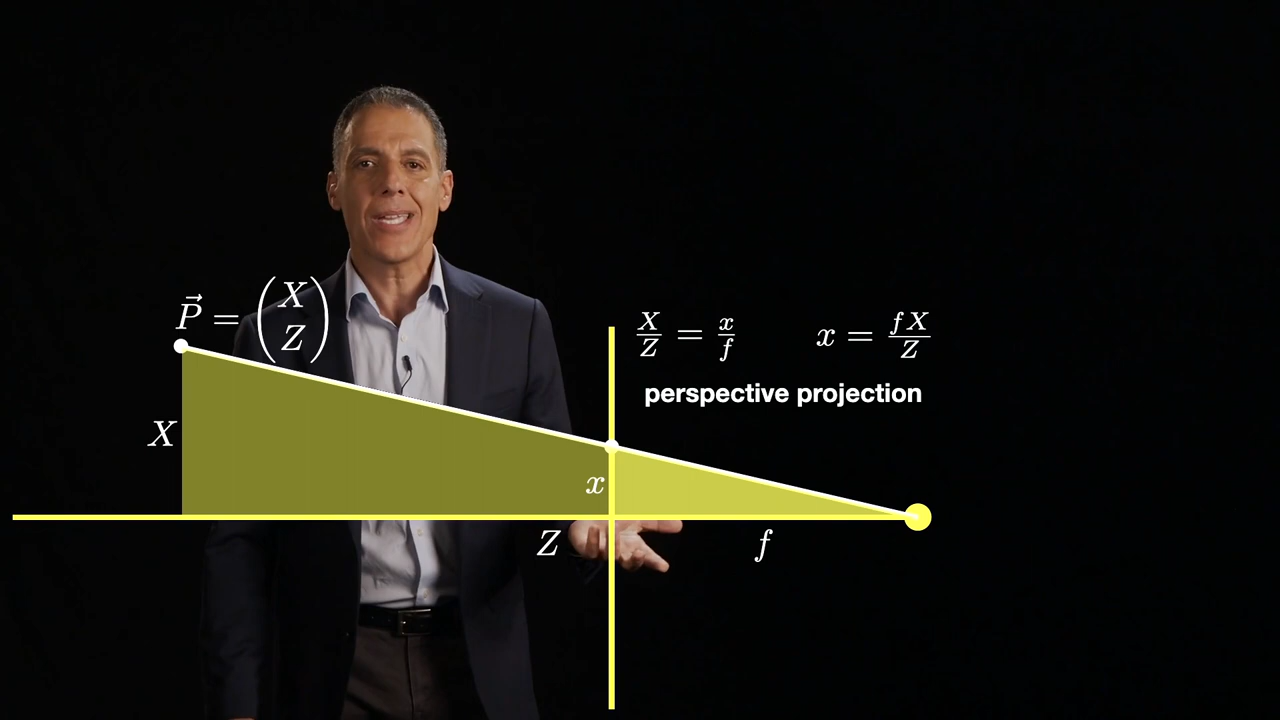 P⃗ = (X Z)
X/Z = x/f
x = fX/Z
perspective projection
X
x
Z
f